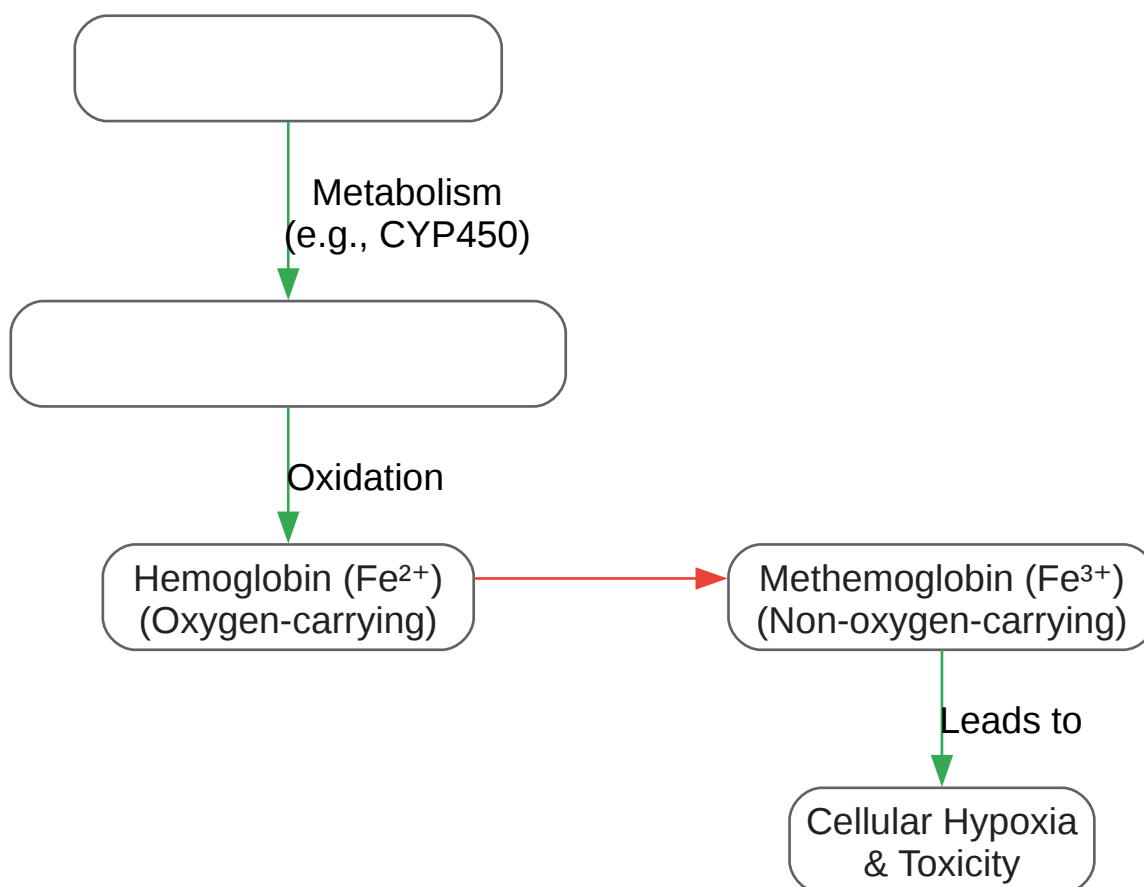 Metabolism
(e.g., CYP450)
Oxidation
Hemoglobin (Fe²⁺)
(Oxygen-carrying)
Methemoglobin (Fe³⁺)
(Non-oxygen-carrying)
Leads to
Cellular Hypoxia
& Toxicity